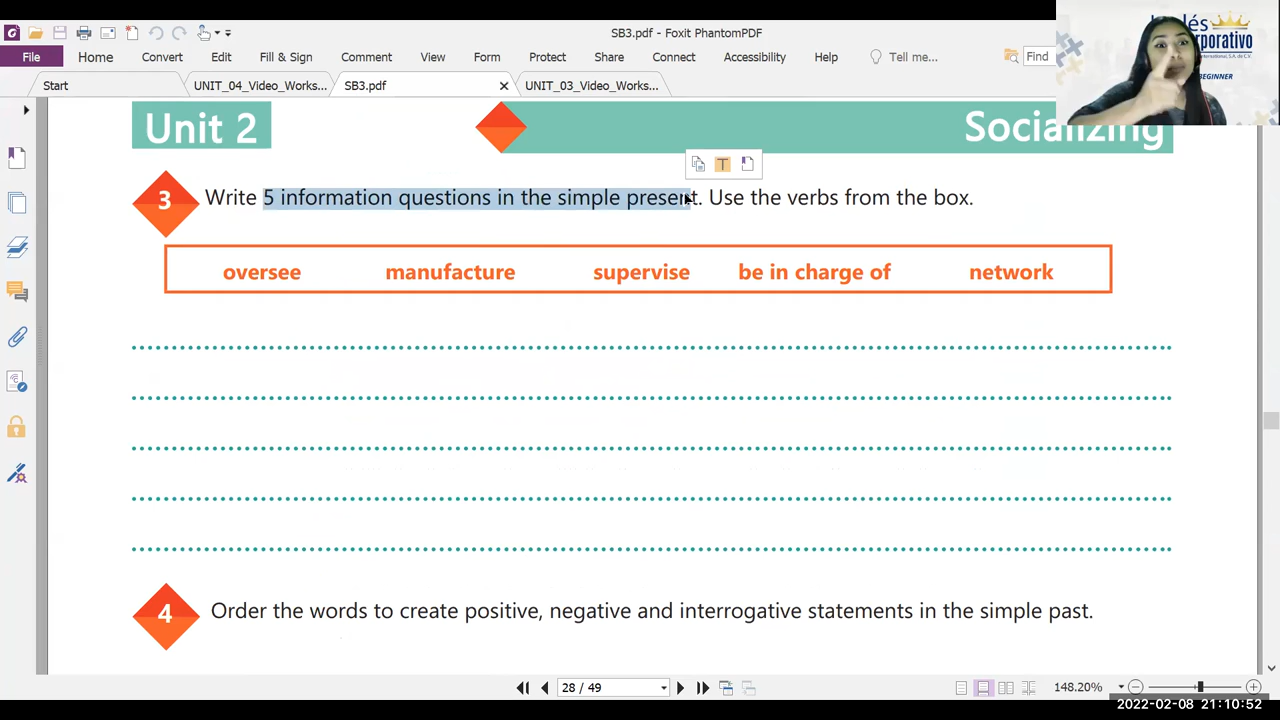 SB3.pdf - Foxit PhantomPDF
File Home Convert Fill & Sign Comment View Form Protect Share Connect Accessibility Help Tell me... Find
BEGINNER
Start UNIT_04_Video_Works... SB3.pdf UNIT_03_Video_Works...
Unit 2
Socializing
3 Write 5 information questions in the simple present. Use the verbs from the box.
oversee manufacture supervise be in charge of network
4 Order the words to create positive, negative and interrogative statements in the simple past.
28 / 49
148.20%
2022-02-08 21:10:52